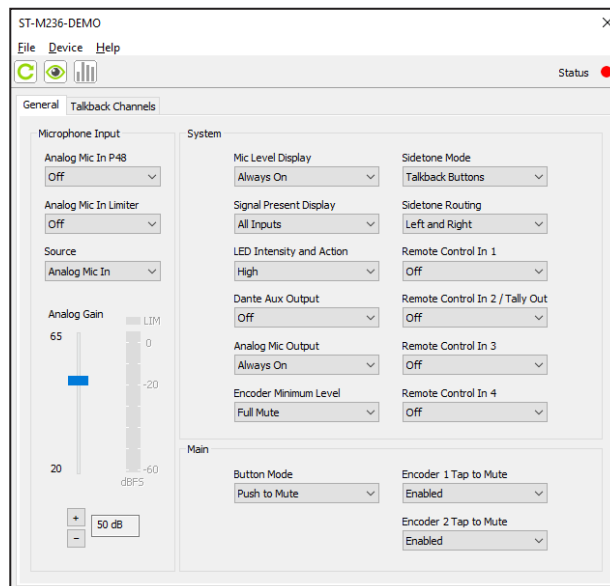 ST-M236-DEMO
File Device Help
Status
General Talkback Channels
Microphone Input
Analog Mic In P48
Off
Analog Mic In Limiter
Off
Source
Analog Mic In
Analog Gain
LIM
65
0
-20
20
-60
dBFS
+
50 dB
−
System
Mic Level Display
Always On
Signal Present Display
All Inputs
LED Intensity and Action
High
Dante Aux Output
Off
Analog Mic Output
Always On
Encoder Minimum Level
Full Mute
Sidetone Mode
Talkback Buttons
Sidetone Routing
Left and Right
Remote Control In 1
Off
Remote Control In 2 / Tally Out
Off
Remote Control In 3
Off
Remote Control In 4
Off
Main
Button Mode
Push to Mute
Encoder 1 Tap to Mute
Enabled
Encoder 2 Tap to Mute
Enabled